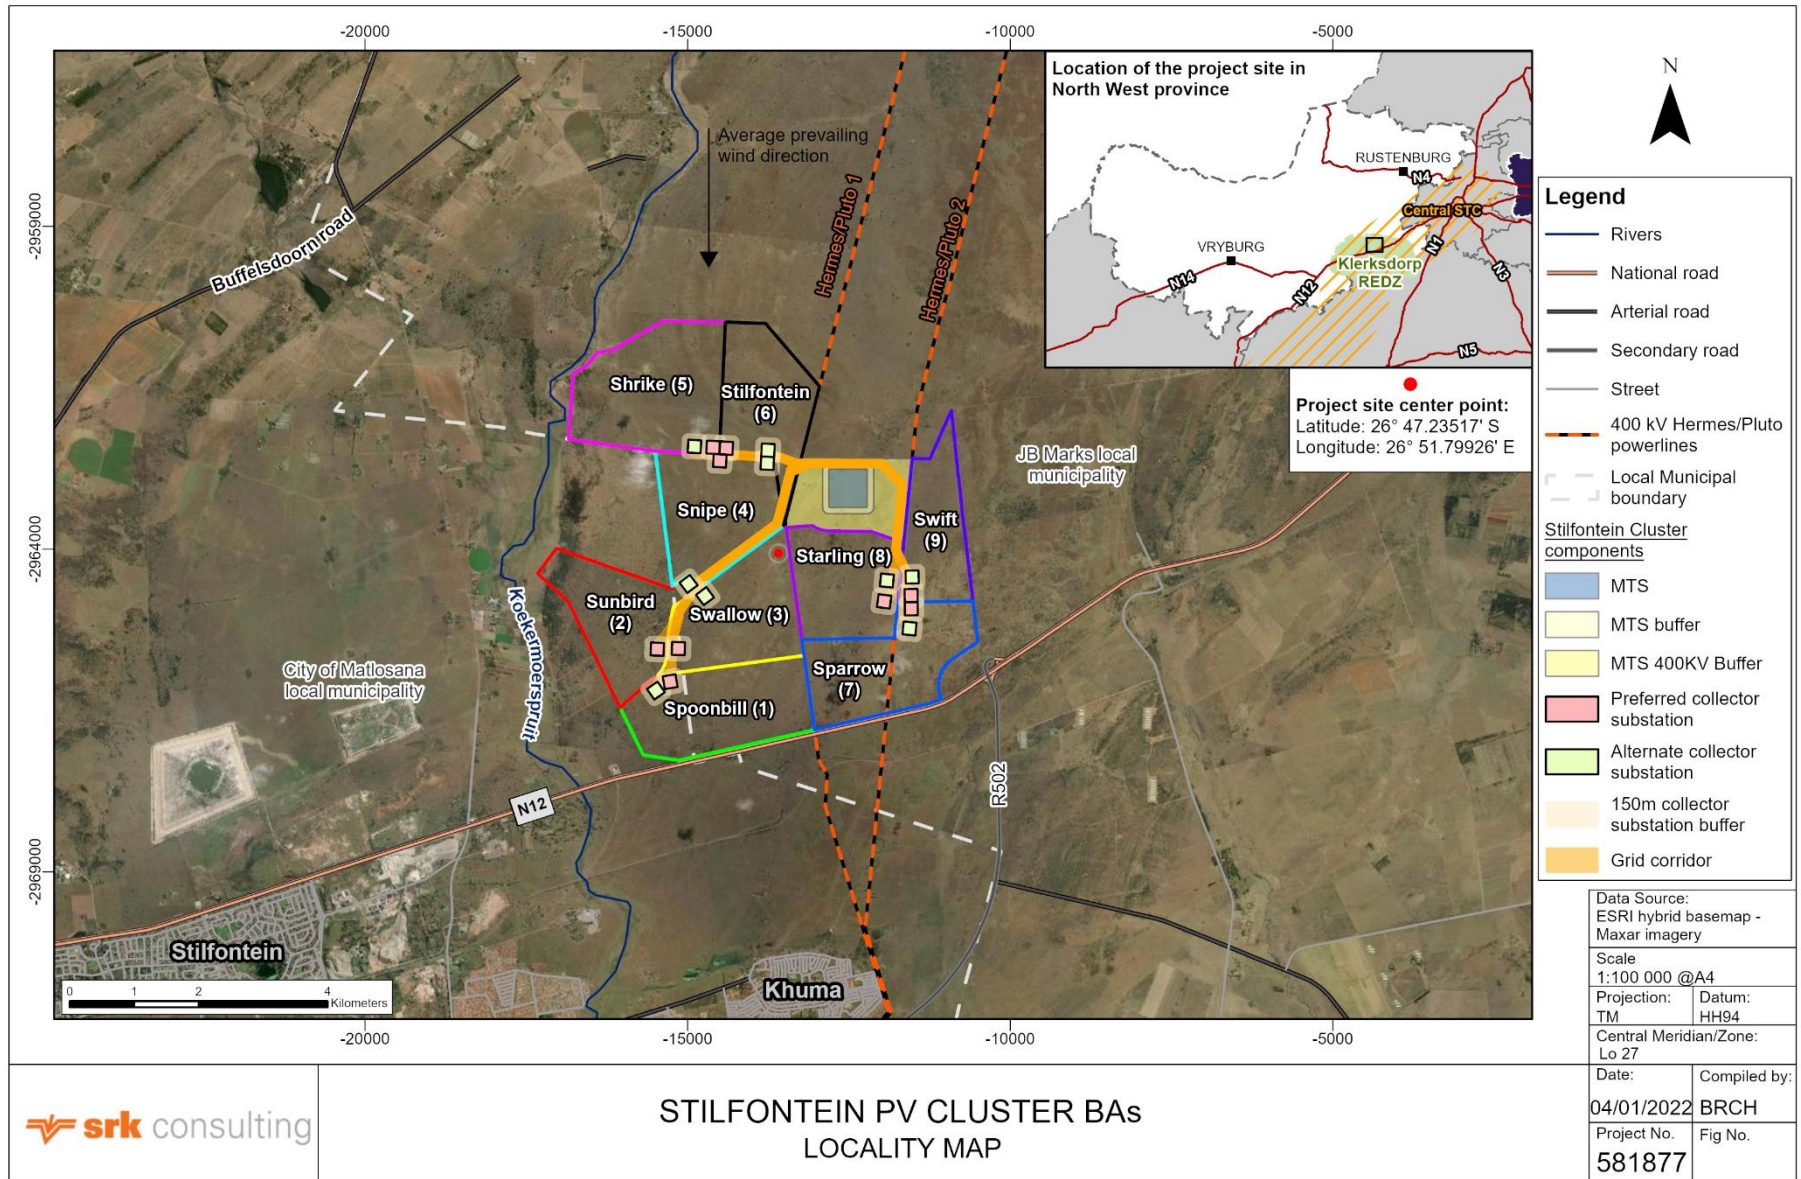 -20000
-15000
-10000
-5000
-2959000
-2964000
-2969000
Average prevailing
wind direction
Hermes/Pluto 1
Hermes/Pluto 2
Buffelsdoorn road
Shrike (5)
Stilfontein
(6)
JB Marks local
municipality
Snipe (4)
Swift
(9)
Starling (8)
Sunbird
(2)
Swallow (3)
Koekermoerspruit
City of Matlosana
local municipality
Sparrow
(7)
Spoonbill (1)
N12
R502
Stilfontein
Khuma
0 1 2 4
Kilometers
-20000
-15000
-10000
-5000
Location of the project site in
North West province
RUSTENBURG
N4
Central STC
VRYBURG
N1
Klerksdorp
REDZ
N3
N14
N12
N5
Project site center point:
Latitude: 26° 47.23517' S
Longitude: 26° 51.79926' E
N
Legend
Rivers
National road
Arterial road
Secondary road
Street
400 kV Hermes/Pluto
powerlines
Local Municipal
boundary
Stilfontein Cluster
components
MTS
MTS buffer
MTS 400KV Buffer
Preferred collector
substation
Alternate collector
substation
150m collector
substation buffer
Grid corridor
Data Source:
ESRI hybrid basemap -
Maxar imagery
Scale
1:100 000 @A4
Projection:
TM
Datum:
HH94
Central Meridian/Zone:
Lo 27
Date:
04/01/2022
Compiled by:
BRCH
Project No.
581877
Fig No.
srk consulting
STILFONTEIN PV CLUSTER BAs
LOCALITY MAP